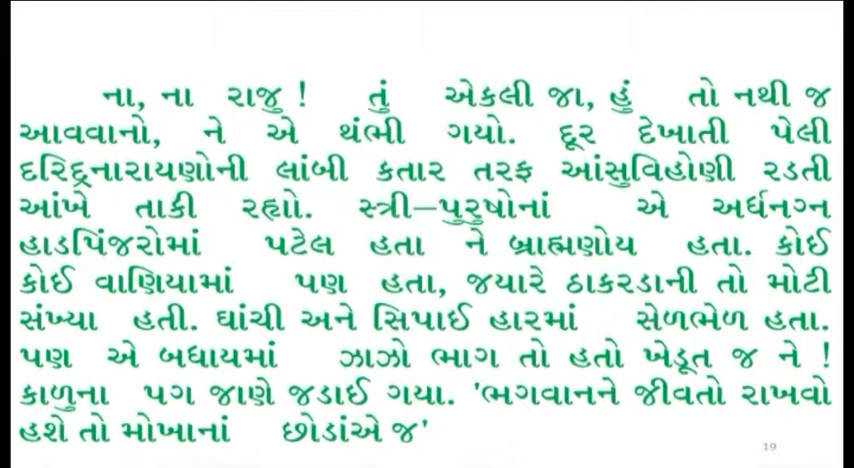 ના, ના રાજુ ! તું એકલી જા, હું તો નથી જ
આવવાનો, ને એ થંભી ગયો. દૂર દેખાતી પેલી
દરિદ્રનારાયણોની લાંબી કતાર તરફ આંસુવિહોણી રડતી
આંખે તાકી રહ્યો. સ્ત્રી–પુરુષોનાં એ અર્ધનગ્ન
હાડપિંજરોમાં પટેલ હતા ને બ્રાહ્મણોય હતા. કોઈ
કોઈ વાણિયામાં પણ હતા, જયારે ઠાકરડાની તો મોટી
સંખ્યા હતી. ઘાંચી અને સિપાઈ હારમાં સેળભેળ હતા.
પણ એ બધાયમાં ઝાઝો ભાગ તો હતો ખેડૂત જ ને !
કાળુના પગ જાણે જડાઈ ગયા. 'ભગવાનને જીવતો રાખવો
હશે તો મોખાનાં છોડાંએ જ'
19